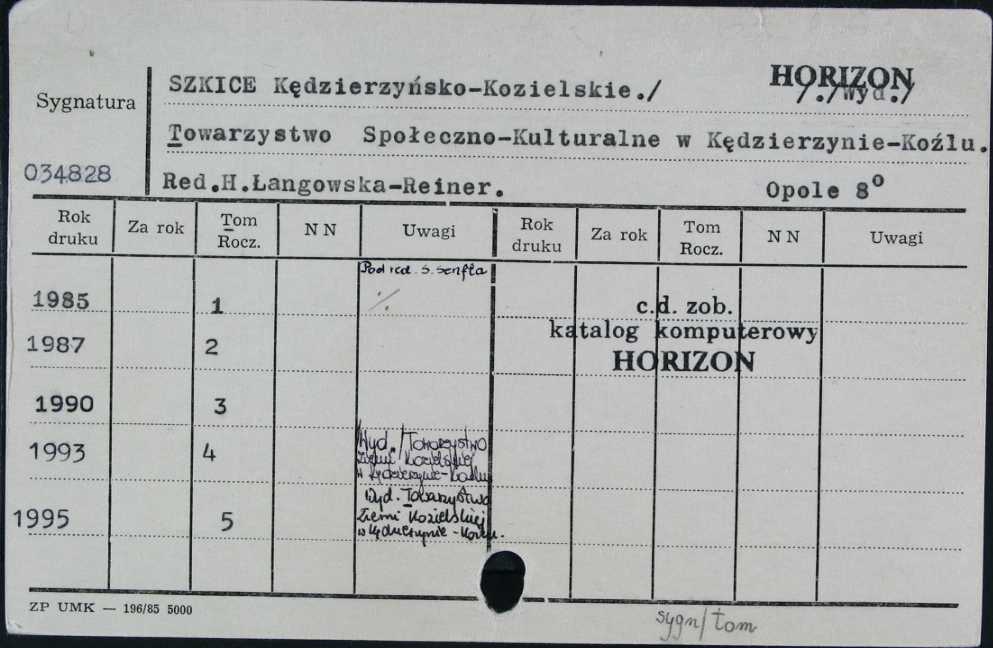 HORIZON
SZKICE Kędzierzyńsko-Kozielskie./ /./Wyd./
Sygnatura
Towarzystwo Społeczno-Kulturalne w Kędzierzynie-Koźlu.
034828
Red.H.Łangowska-Reiner. Opole 8°
Rok druku Za rok Tom Rocz. N N Uwagi Rok druku Za rok Tom Rocz. N N Uwagi
Pod red. S. Senfta
1985 1 ./. c.d. zob.
katalog komputerowy
1987 2 HORIZON
1990 3
1993 4 Wyd. /Towarzystwo
Ziemi Kozielskiej
w Kędzierzynie-Koźlu
Wyd. Towarzystwo
1995 5 Ziemi Kozielskiej
w Kędzierzynie-Koźlu.
ZP UMK — 196/85 5000
sygn/tom